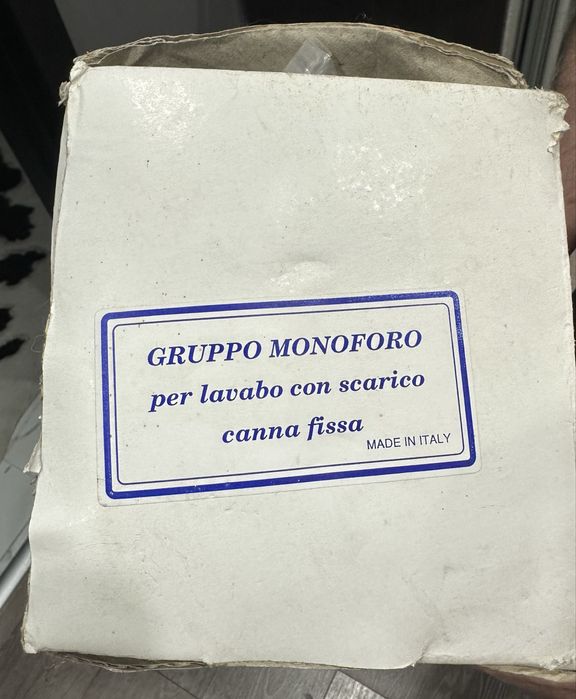 GRUPPO MONOFORO
per lavabo con scarico
canna fissa
MADE IN ITALY